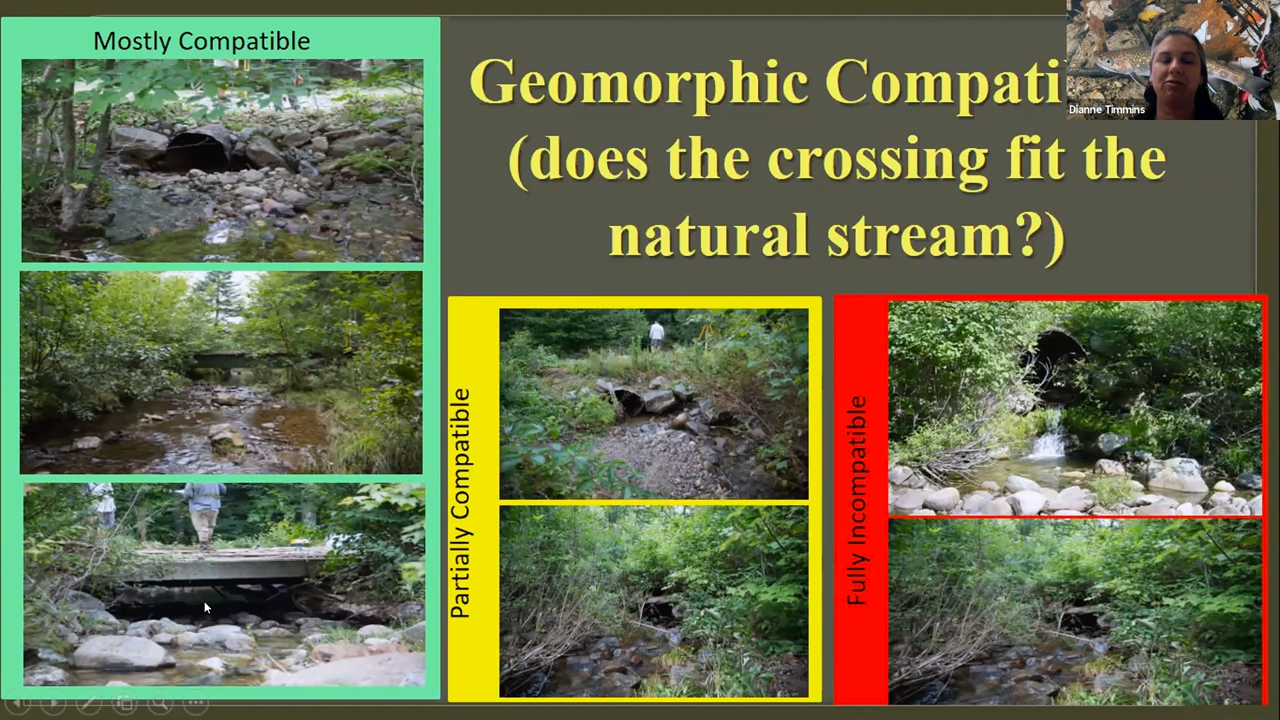 Mostly Compatible
Geomorphic Compati
(does the crossing fit the
natural stream?)
Dianne Timmins
Partially Compatible
Fully Incompatible